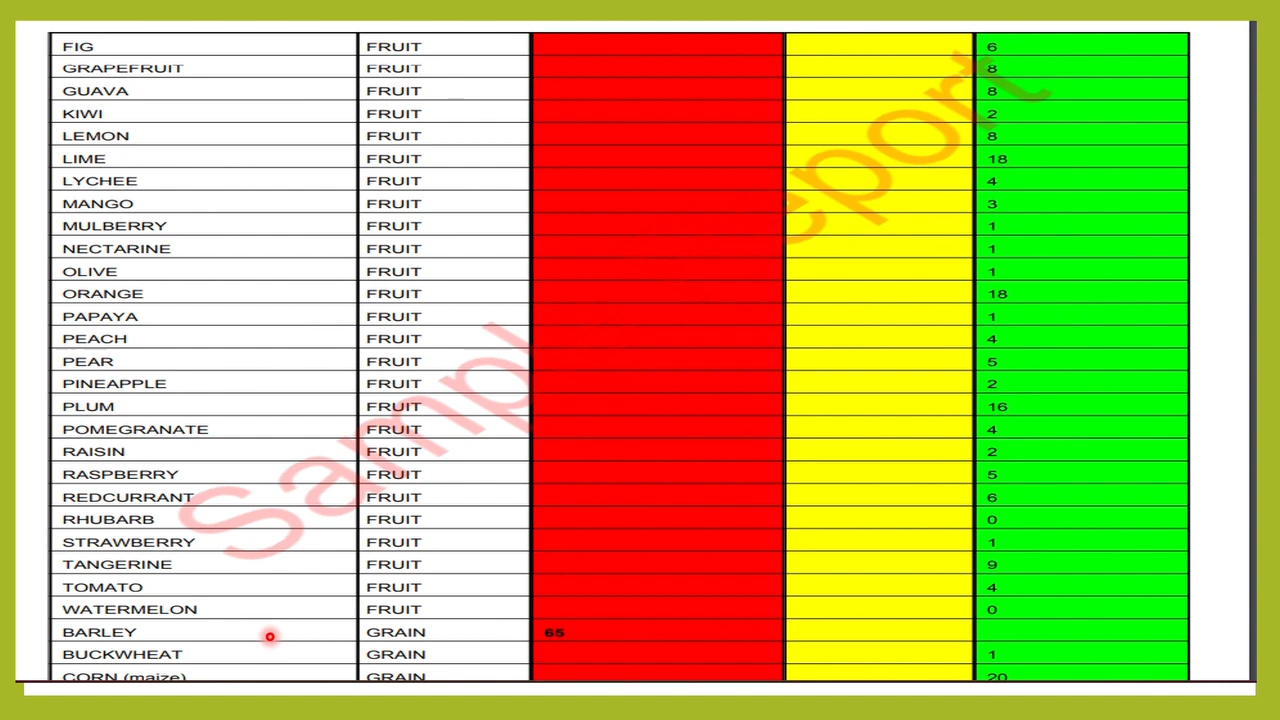 FIG FRUIT 6
GRAPEFRUIT FRUIT 8
GUAVA FRUIT 8
KIWI FRUIT 2
LEMON FRUIT 8
LIME FRUIT 18
LYCHEE FRUIT 4
MANGO FRUIT 3
MULBERRY FRUIT 1
NECTARINE FRUIT 1
OLIVE FRUIT 1
ORANGE FRUIT 18
PAPAYA FRUIT 1
PEACH FRUIT 4
PEAR FRUIT 5
PINEAPPLE FRUIT 2
PLUM FRUIT 16
POMEGRANATE FRUIT 4
RAISIN FRUIT 2
RASPBERRY FRUIT 5
REDCURRANT FRUIT 6
RHUBARB FRUIT 0
STRAWBERRY FRUIT 1
TANGERINE FRUIT 9
TOMATO FRUIT 4
WATERMELON FRUIT 0
BARLEY GRAIN 65
BUCKWHEAT GRAIN 1
CORN (maize) GRAIN 20